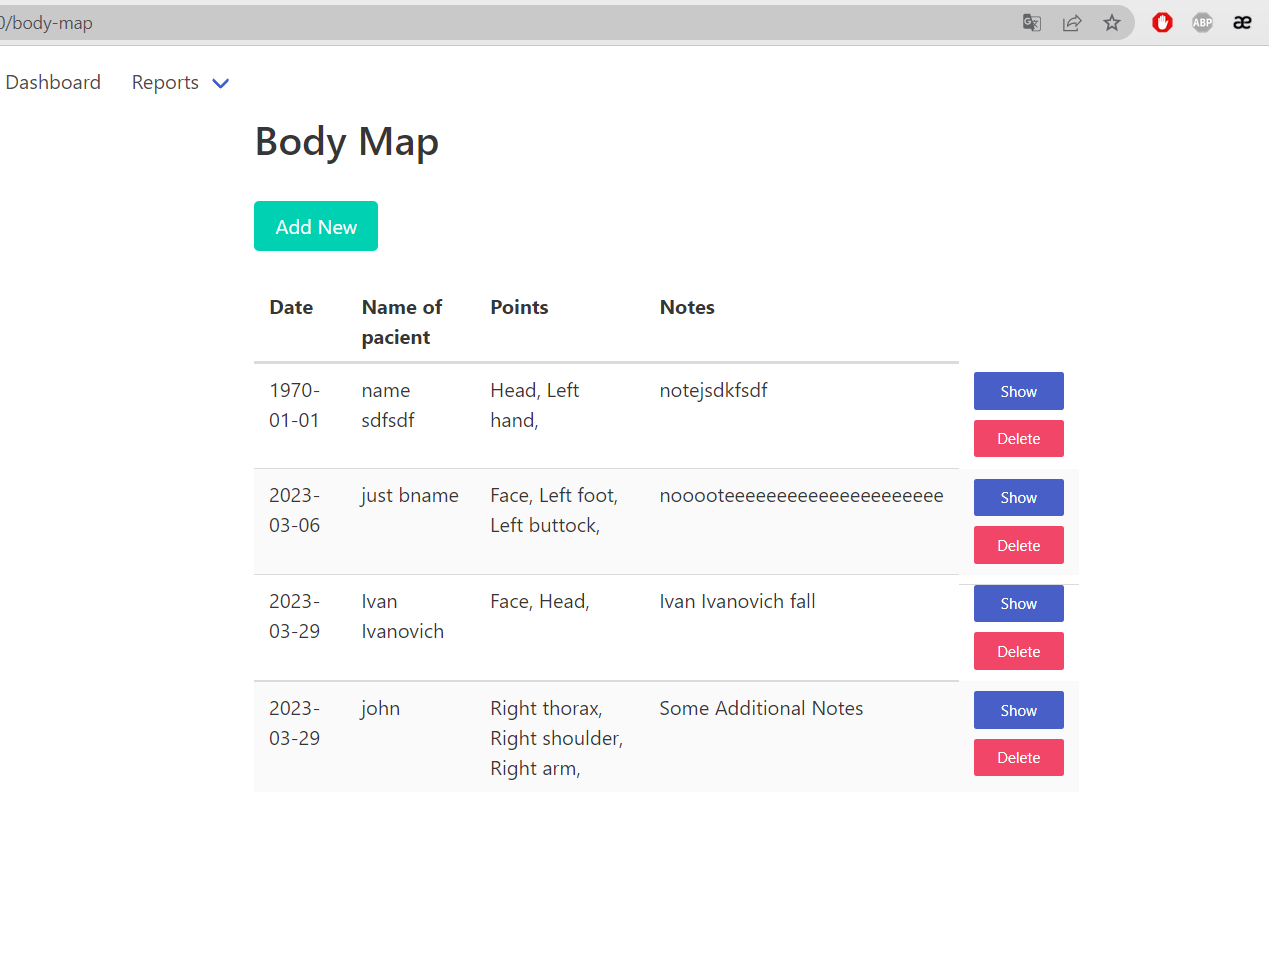 0/body-map
ABP
æ
Dashboard Reports
Body Map
Add New
Date Name of Points Notes
pacient
1970- name Head, Left notejsdkfsdf Show
01-01 sdfsdf hand,
Delete
2023- just bname Face, Left foot, nooooteeeeeeeeeeeeeeeeeeeee Show
03-06 Left buttock,
Delete
2023- Ivan Face, Head, Ivan Ivanovich fall Show
03-29 Ivanovich
Delete
2023- john Right thorax, Some Additional Notes Show
03-29 Right shoulder,
Right arm, Delete